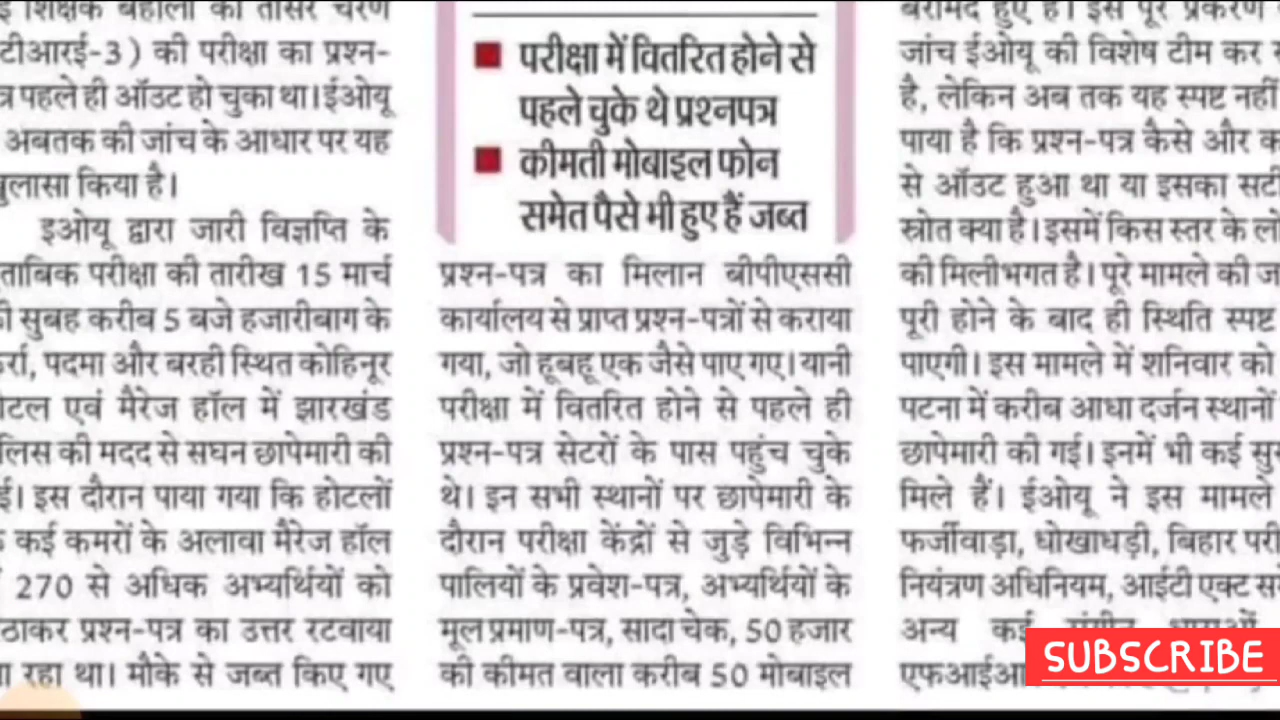 शिक्षक बहाली की तीसरे चरण
टीआरई-3) की परीक्षा का प्रश्न-
पहले ही ऑउट हो चुका था। ईओयू
अबतक की जांच के आधार पर यह
किया है।
इओयू द्वारा जारी विज्ञप्ति के
परीक्षा की तारीख 15 मार्च
सुबह करीब 5 बजे हजारीबाग के
पदमा और बरही स्थित कोहिनूर
एवं मैरेज हॉल में झारखंड
की मदद से सघन छापेमारी की
इस दौरान पाया गया कि होटलों
कई कमरों के अलावा मैरेज हॉल
270 से अधिक अभ्यर्थियों को
प्रश्न-पत्र का उत्तर रटवाया
रहा था। मौके से जब्त किए गए
■ परीक्षा में वितरित होने से
पहले चुके थे प्रश्नपत्र
■ कीमती मोबाइल फोन
समेत पैसे भी हुए हैं जब्त
प्रश्न-पत्र का मिलान बीपीएससी
कार्यालय से प्राप्त प्रश्न-पत्रों से कराया
गया, जो हूबहू एक जैसे पाए गए। यानी
परीक्षा में वितरित होने से पहले ही
प्रश्न-पत्र सेटरों के पास पहुंच चुके
थे। इन सभी स्थानों पर छापेमारी के
दौरान परीक्षा केंद्रों से जुड़े विभिन्न
पालियों के प्रवेश-पत्र, अभ्यर्थियों के
मूल प्रमाण-पत्र, सादा चेक, 50 हजार
की कीमत वाला करीब 50 मोबाइल
बरामद हुए हैं। इस पूरे प्रकरण
जांच ईओयू की विशेष टीम कर
है, लेकिन अब तक यह स्पष्ट नहीं
पाया है कि प्रश्न-पत्र कैसे और
से ऑउट हुआ था या इसका
स्रोत क्या है। इसमें किस स्तर के
की मिलीभगत है। पूरे मामले की
पूरी होने के बाद ही स्थिति स्पष्ट
पाएगी। इस मामले में शनिवार को
पटना में करीब आधा दर्जन स्थानों
छापेमारी की गई। इनमें भी कई
मिले हैं। ईओयू ने इस मामले
फर्जीवाड़ा, धोखाधड़ी, बिहार
नियंत्रण अधिनियम, आईटी एक्ट
अन्य कई
SUBSCRIBE